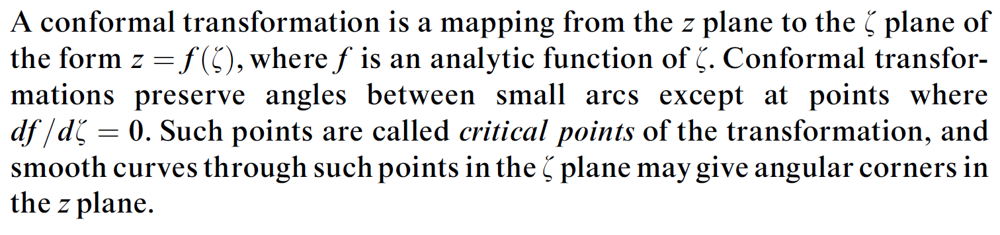 A conformal transformation is a mapping from the z plane to the ζ plane of
the form z = f(ζ), where f is an analytic function of ζ. Conformal transfor-
mations preserve angles between small arcs except at points where
df/dζ = 0. Such points are called critical points of the transformation, and
smooth curves through such points in the ζ plane may give angular corners in
the z plane.